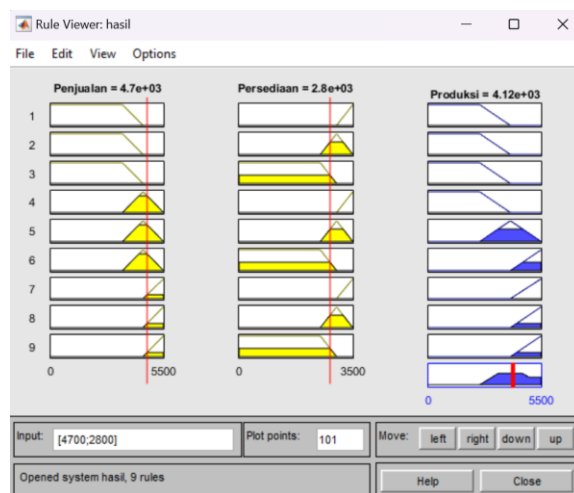 Rule Viewer: hasil
File Edit View Options
Penjualan = 4.7e+03 Persediaan = 2.8e+03 Produksi = 4.12e+03
1
2
3
4
5
6
7
8
9
0 5500 0 3500
0 5500
Input: [4700;2800] Plot points: 101 Move: left right down up
Opened system hasil, 9 rules Help Close